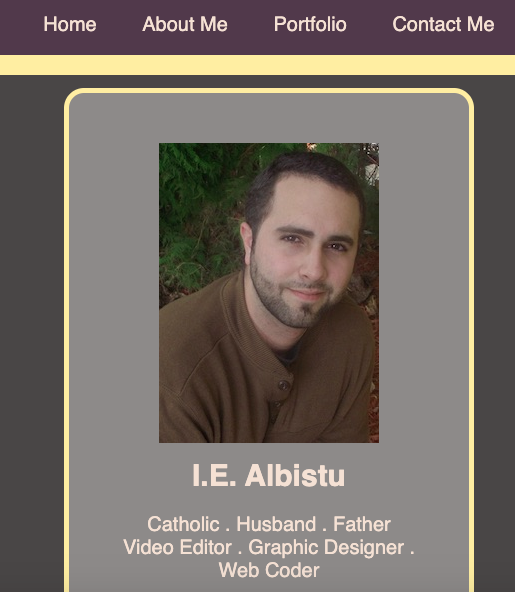 Home About Me Portfolio Contact Me
I.E. Albistu
Catholic . Husband . Father
Video Editor . Graphic Designer .
Web Coder